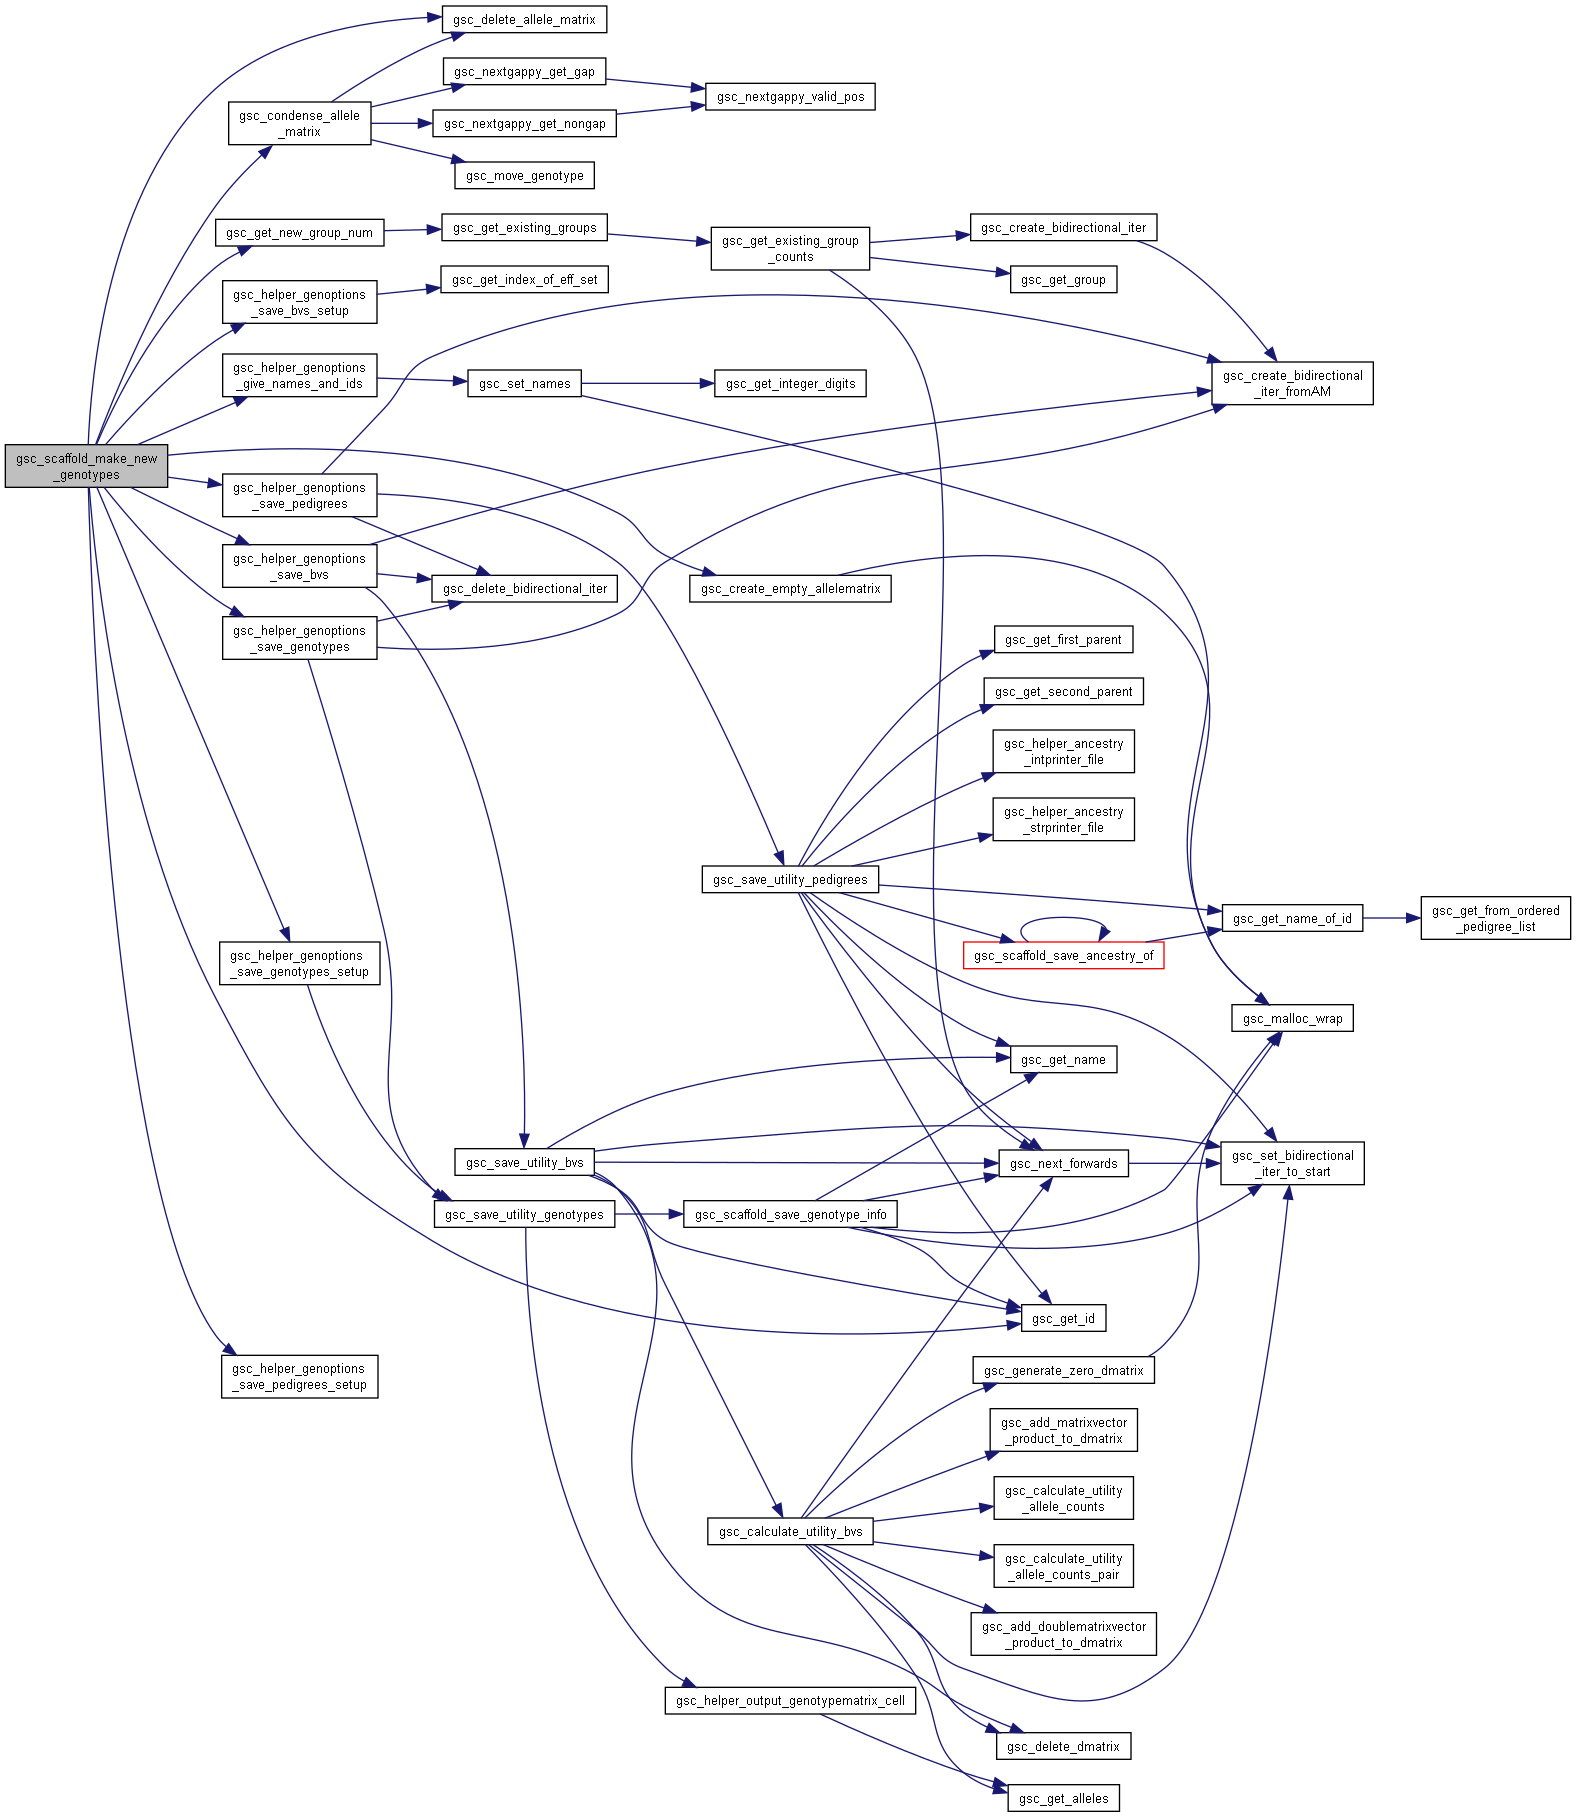 gsc_scaffold_make_new
_genotypes
gsc_delete_allele_matrix
gsc_condense_allele
_matrix
gsc_nextgappy_get_gap
gsc_nextgappy_get_nongap
gsc_nextgappy_valid_pos
gsc_move_genotype
gsc_get_new_group_num
gsc_get_existing_groups
gsc_get_existing_group
_counts
gsc_create_bidirectional_iter
gsc_get_group
gsc_helper_genoptions
_save_bvs_setup
gsc_get_index_of_eff_set
gsc_helper_genoptions
_give_names_and_ids
gsc_set_names
gsc_get_integer_digits
gsc_create_bidirectional
_iter_fromAM
gsc_helper_genoptions
_save_pedigrees
gsc_helper_genoptions
_save_bvs
gsc_delete_bidirectional_iter
gsc_create_empty_allelematrix
gsc_helper_genoptions
_save_genotypes
gsc_get_first_parent
gsc_get_second_parent
gsc_helper_ancestry
_intprinter_file
gsc_helper_ancestry
_strprinter_file
gsc_save_utility_pedigrees
gsc_get_name_of_id
gsc_get_from_ordered
_pedigree_list
gsc_scaffold_save_ancestry_of
gsc_helper_genoptions
_save_genotypes_setup
gsc_malloc_wrap
gsc_get_name
gsc_save_utility_bvs
gsc_next_forwards
gsc_set_bidirectional
_iter_to_start
gsc_save_utility_genotypes
gsc_scaffold_save_genotype_info
gsc_get_id
gsc_helper_genoptions
_save_pedigrees_setup
gsc_generate_zero_dmatrix
gsc_add_matrixvector
_product_to_dmatrix
gsc_calculate_utility
_allele_counts
gsc_calculate_utility_bvs
gsc_calculate_utility
_allele_counts_pair
gsc_add_doublematrixvector
_product_to_dmatrix
gsc_helper_output_genotypematrix_cell
gsc_delete_dmatrix
gsc_get_alleles